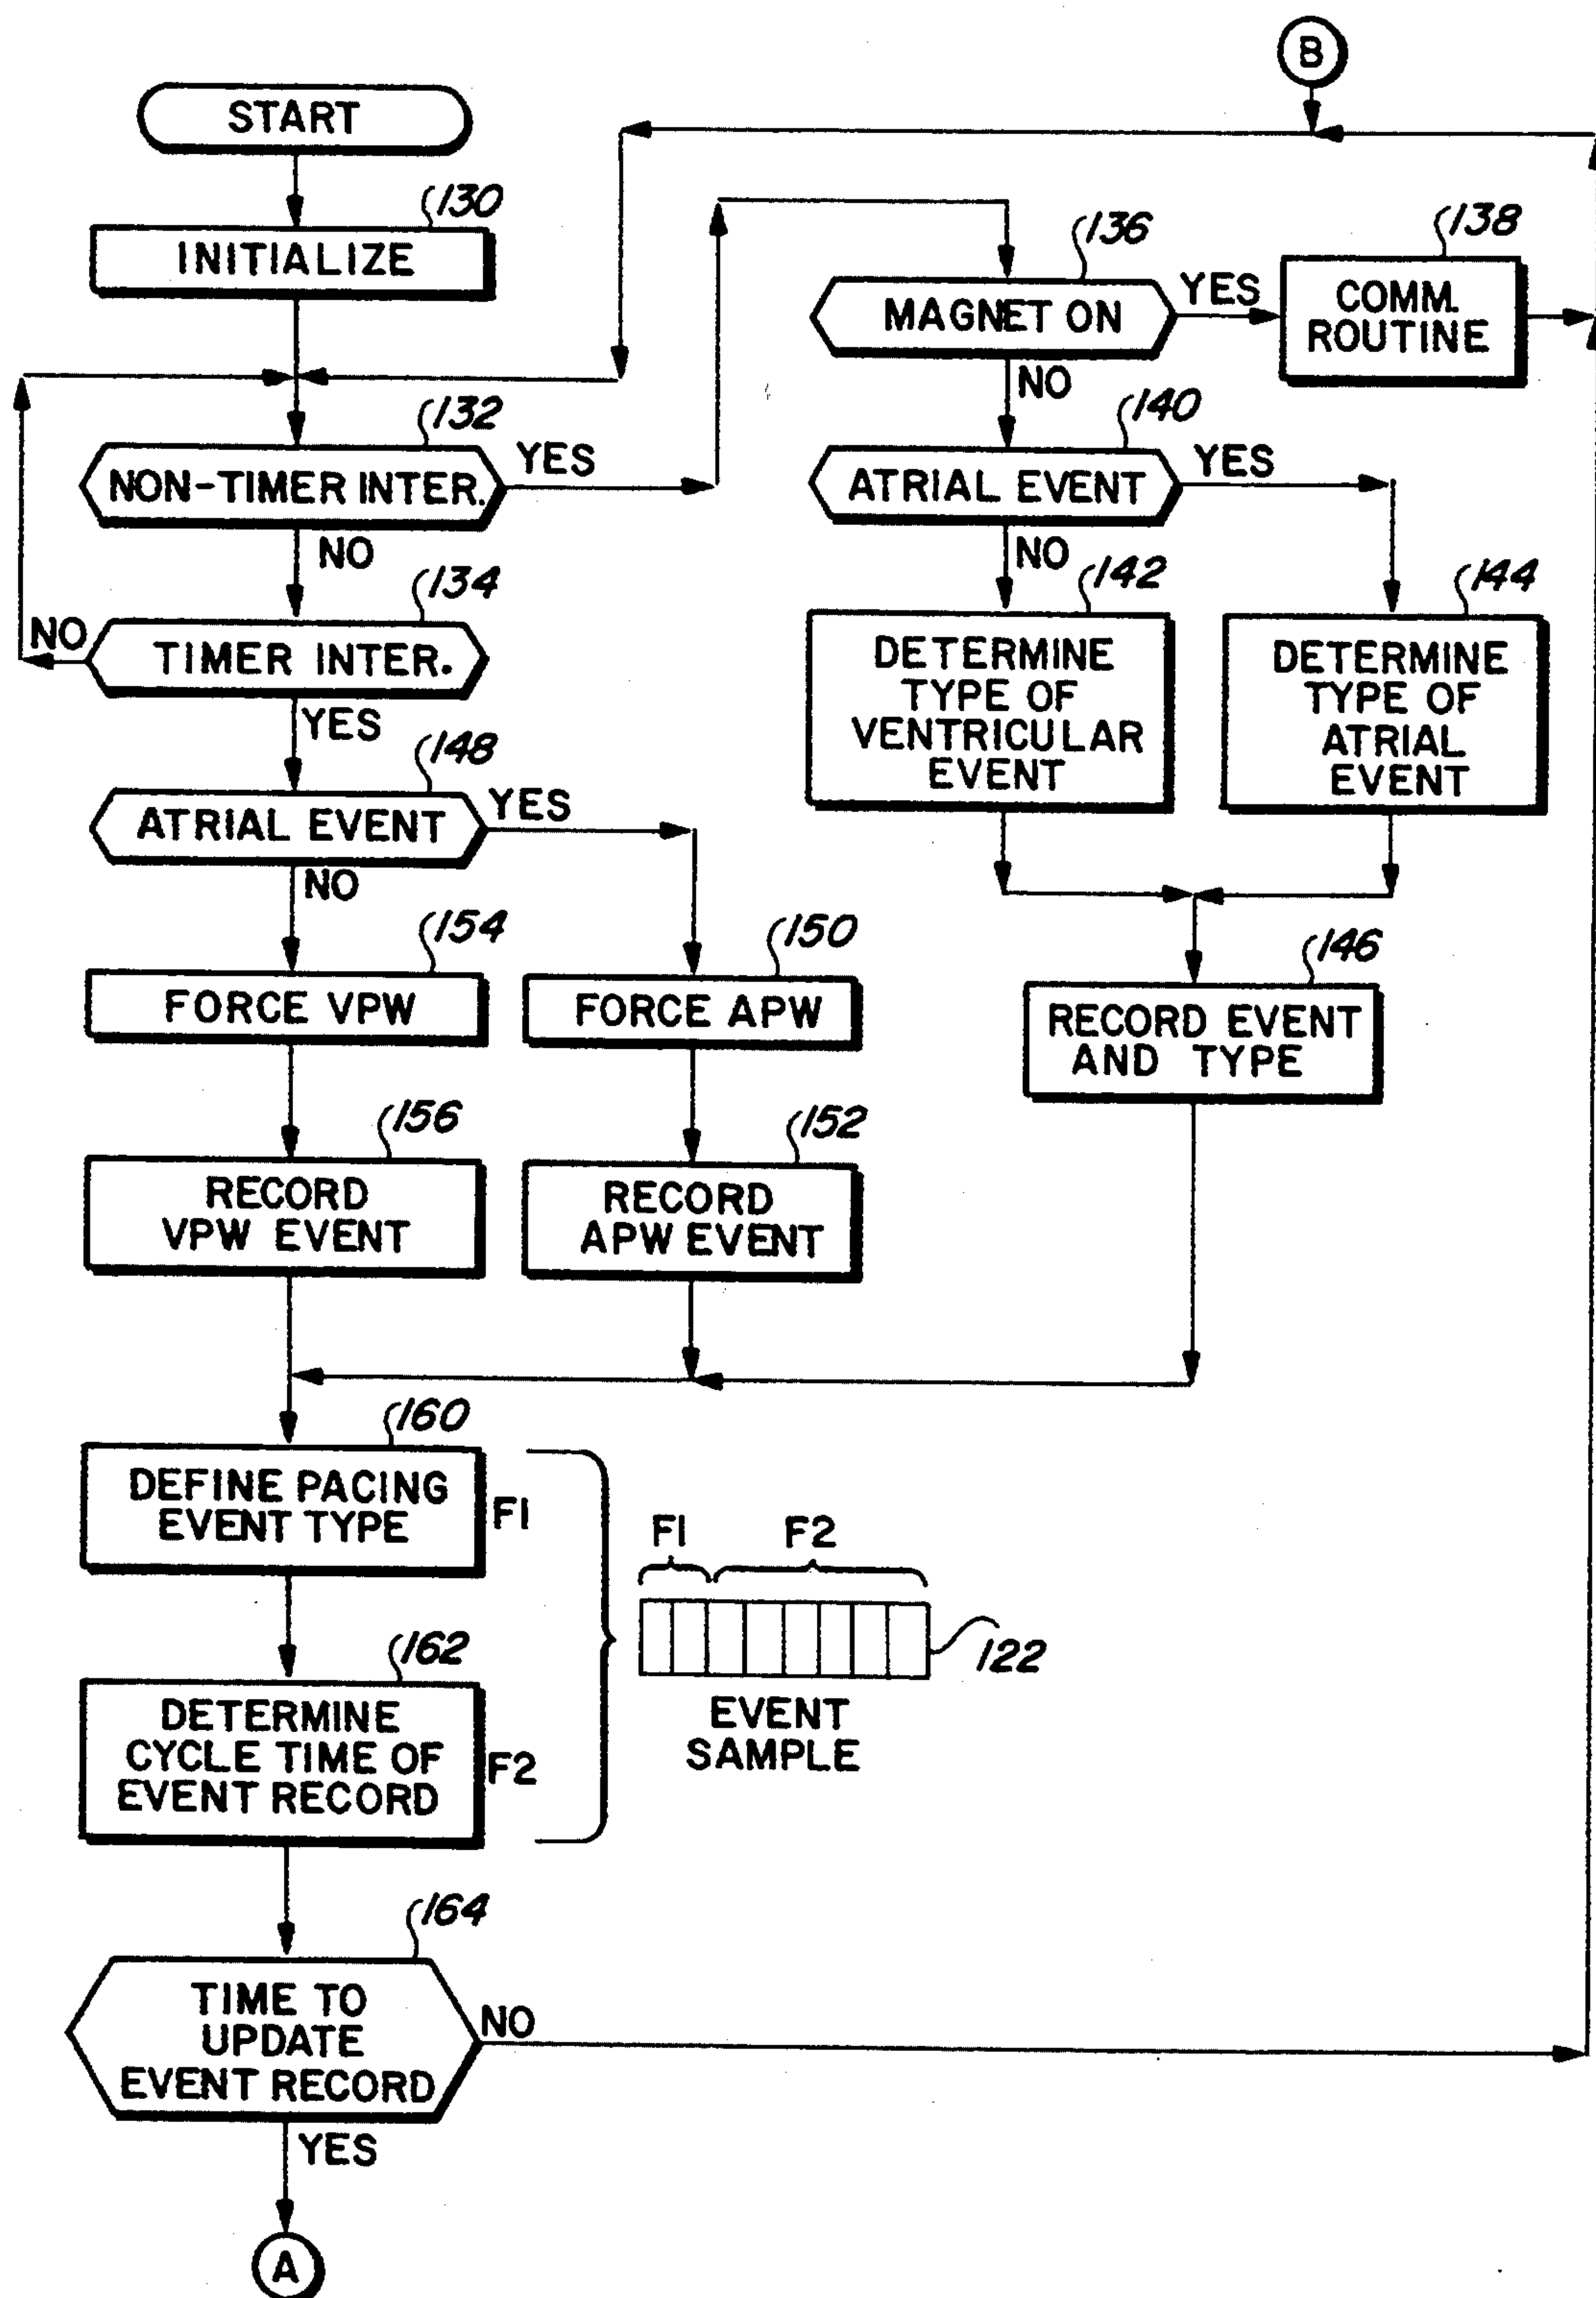 B
START
130
INITIALIZE
136
MAGNET ON
YES
NO
138
COMM.
ROUTINE
132
NON-TIMER INTER.
YES
NO
140
ATRIAL EVENT
YES
NO
134
TIMER INTER.
NO
YES
142
DETERMINE
TYPE OF
VENTRICULAR
EVENT
144
DETERMINE
TYPE OF
ATRIAL
EVENT
148
ATRIAL EVENT
YES
NO
154
FORCE VPW
150
FORCE APW
146
RECORD EVENT
AND TYPE
156
RECORD
VPW EVENT
152
RECORD
APW EVENT
160
DEFINE PACING
EVENT TYPE
F1
F1
F2
122
EVENT
SAMPLE
162
DETERMINE
CYCLE TIME OF
EVENT RECORD
F2
164
TIME TO
UPDATE
EVENT RECORD
NO
YES
A